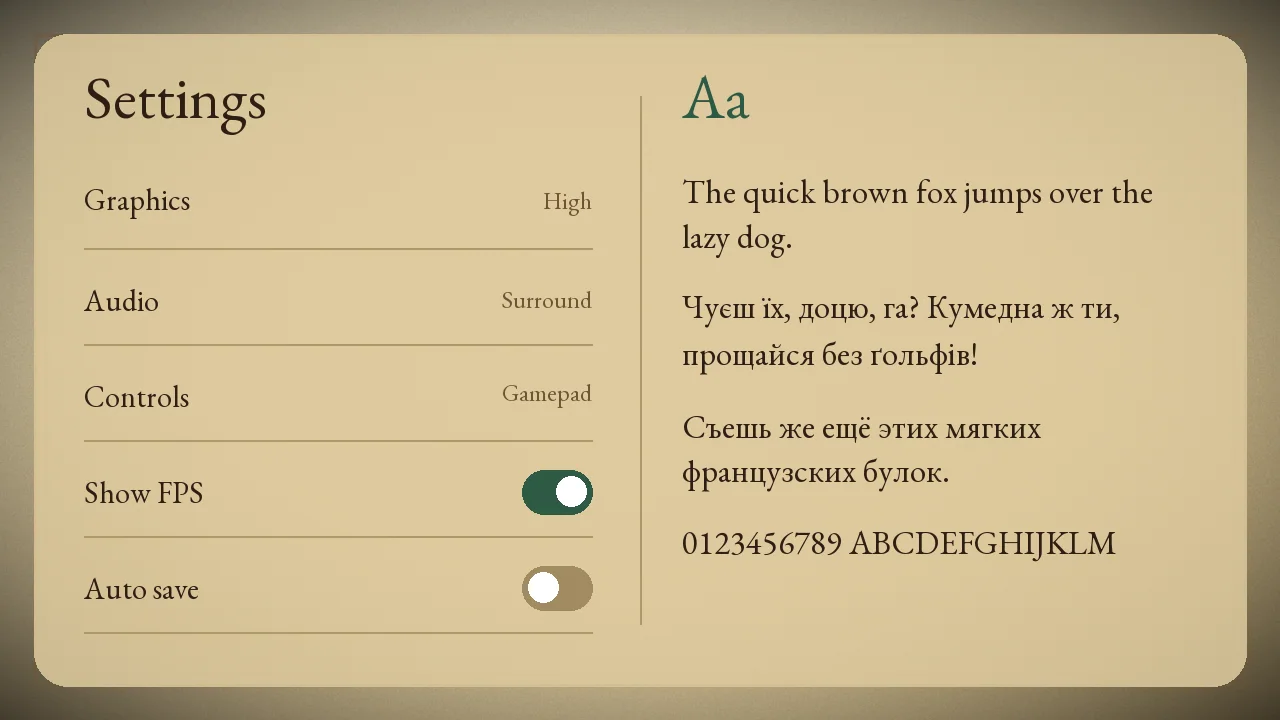 Settings
Graphics
High
Audio
Surround
Controls
Gamepad
Show FPS
Auto save
Aa
The quick brown fox jumps over the
lazy dog.
Чуєш їх, доцю, га? Кумедна ж ти,
прощайся без ґольфів!
Съешь же ещё этих мягких
французских булок.
0123456789 ABCDEFGHIJKLM